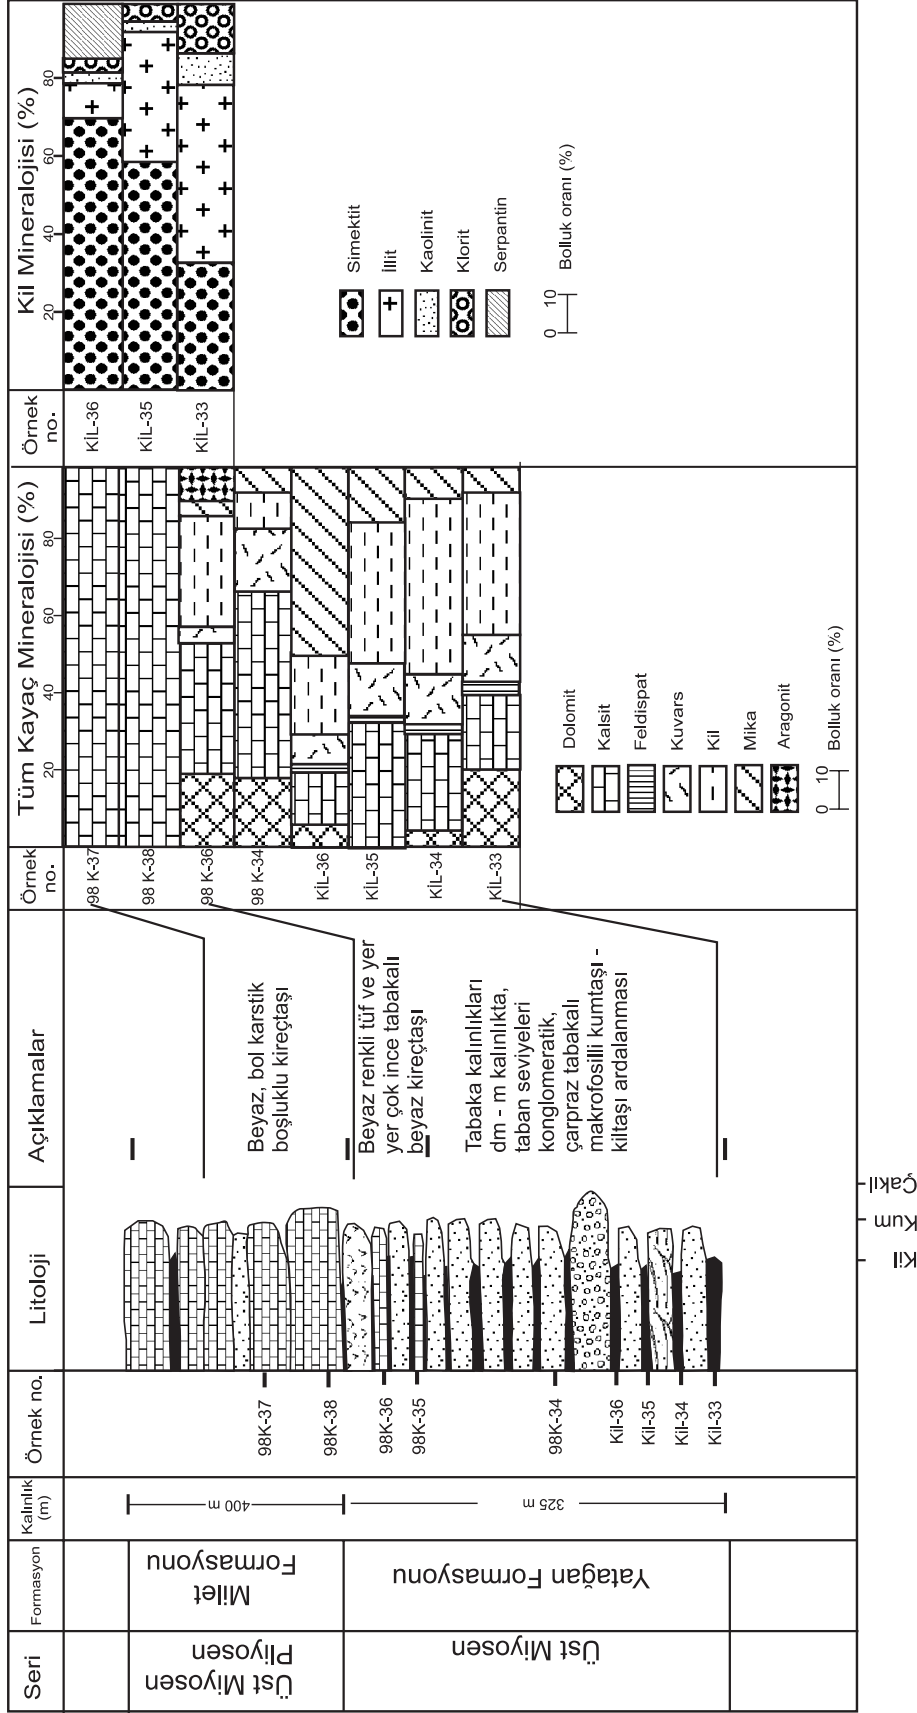 Seri
Formasyon
Kalınlık
(m)
Örnek no.
Litoloji
Açıklamalar
Örnek
no.
Tüm Kayaç Mineralojisi (%)
20
40
60
80
Örnek
no.
Kil Mineralojisi (%)
20
40
60
80
Üst Miyosen
Pliyosen
Üst Miyosen
Milet
Formasyonu
Yatağan Formasyonu
400 m
325 m
98K-37
98K-38
98K-36
98K-35
98K-34
Kil-36
Kil-35
Kil-34
Kil-33
Kil
Kum
Çakıl
Beyaz, bol karstik
boşluklu kireçtaşı
Beyaz renkli tüf ve yer
yer çok ince tabakalı
beyaz kireçtaşı
Tabaka kalınlıkları
dm - m kalınlıkta,
taban seviyeleri
konglomeratik,
çarpraz tabakalı
makrofosilli kumtaşı -
kiltaşı ardalanması
98 K-37
98 K-38
98 K-36
98 K-34
KİL-36
KİL-35
KİL-34
KİL-33
KİL-36
KİL-35
KİL-33
Dolomit
Kalsit
Feldispat
Kuvars
Kil
Mika
Aragonit
0 10
Bolluk oranı (%)
Simektit
İllit
Kaolinit
Klorit
Serpantin
0 10
Bolluk oranı (%)